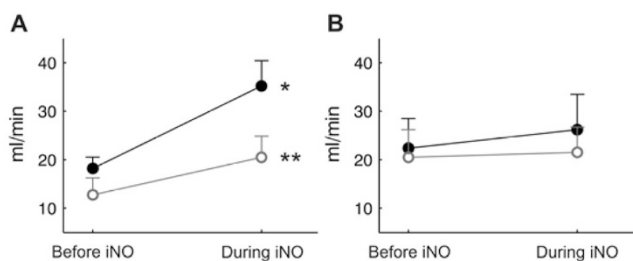 A
ml/min
40
30
20
10
*
**
Before iNO
During iNO
B
ml/min
40
30
20
10
Before iNO
During iNO